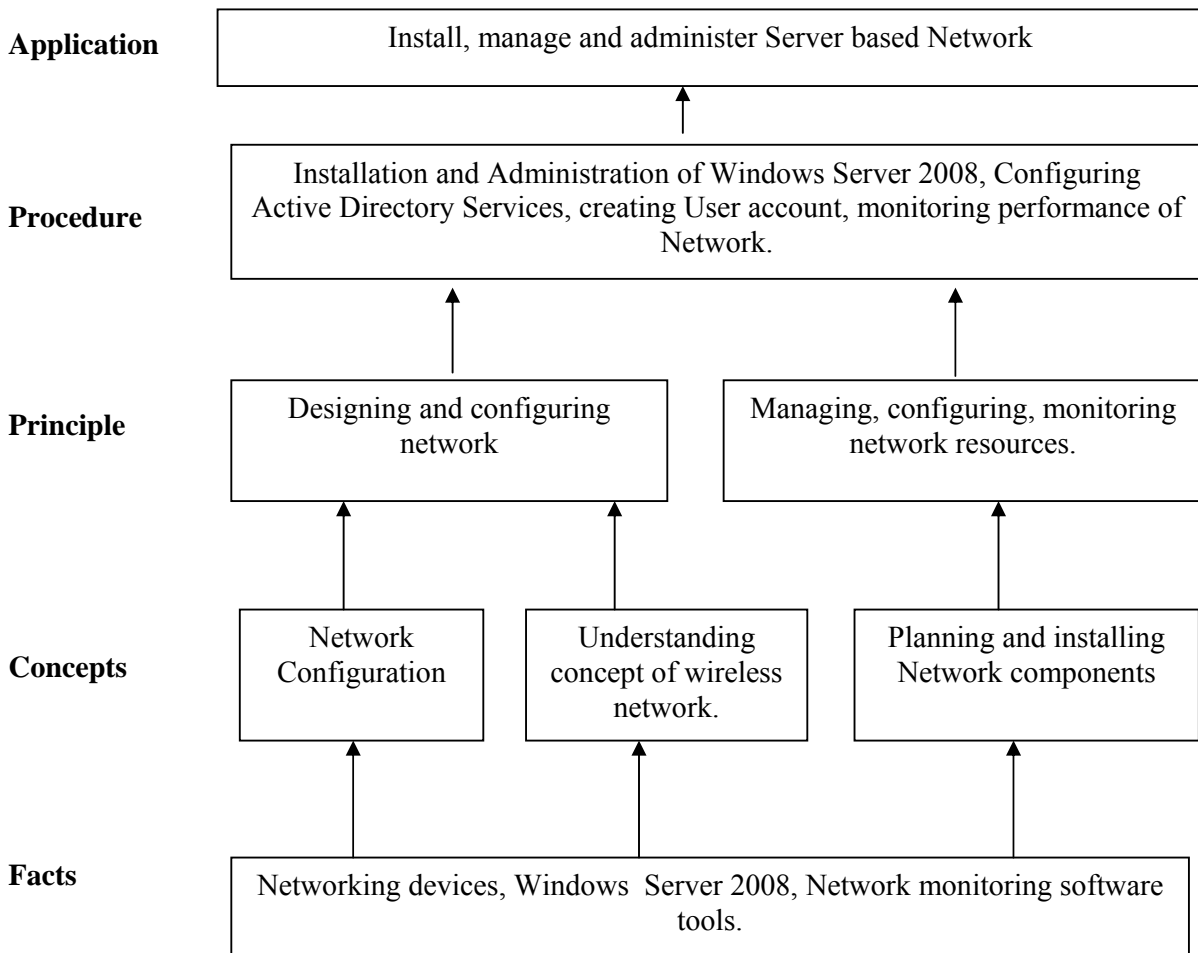 Application
Install, manage and administer Server based Network
Procedure
Installation and Administration of Windows Server 2008, Configuring
Active Directory Services, creating User account, monitoring performance of
Network.
Principle
Designing and configuring
network
Managing, configuring, monitoring
network resources.
Concepts
Network
Configuration
Understanding
concept of wireless
network.
Planning and installing
Network components
Facts
Networking devices, Windows  Server 2008, Network monitoring software
tools.